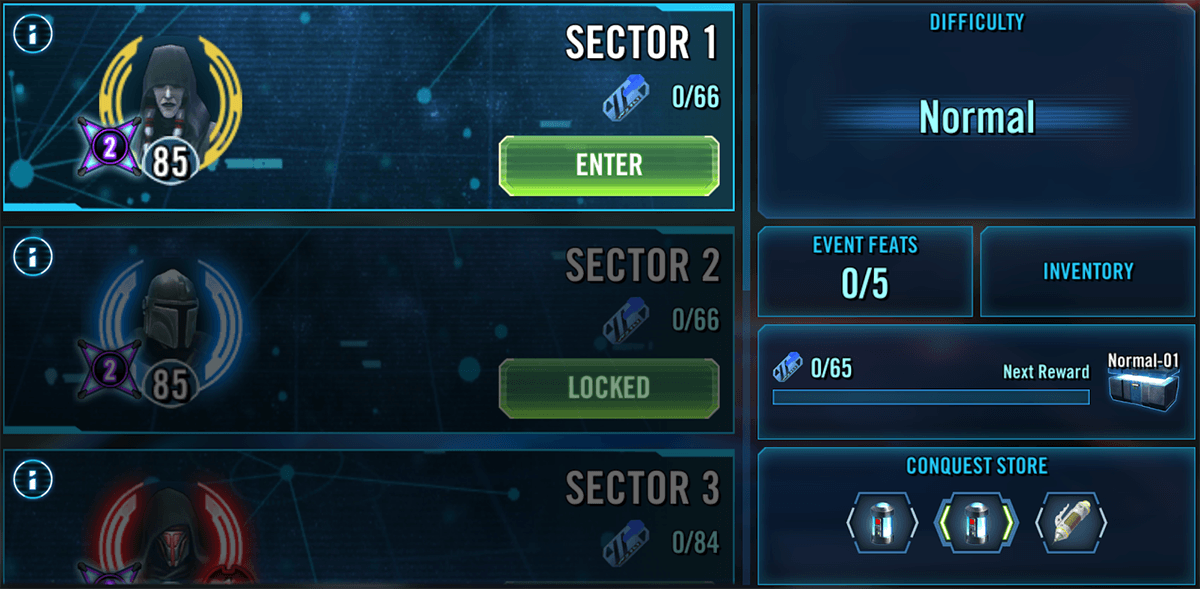 SECTOR 1
0/66
2
85
ENTER
SECTOR 2
0/66
2
85
LOCKED
SECTOR 3
0/84
DIFFICULTY
Normal
EVENT FEATS
0/5
INVENTORY
0/65
Next Reward
Normal-01
CONQUEST STORE